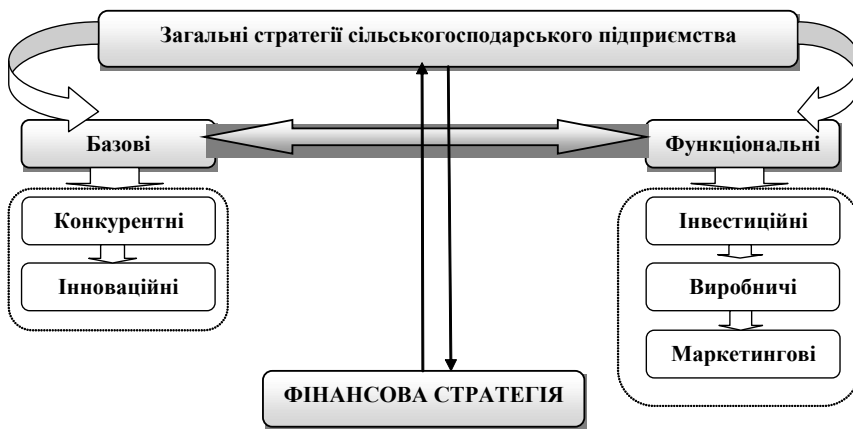 Загальні стратегії сільськогосподарського підприємства
Базові
Функціональні
Конкурентні
Інвестиційні
Інноваційні
Виробничі
Маркетингові
ФІНАНСОВА СТРАТЕГІЯ